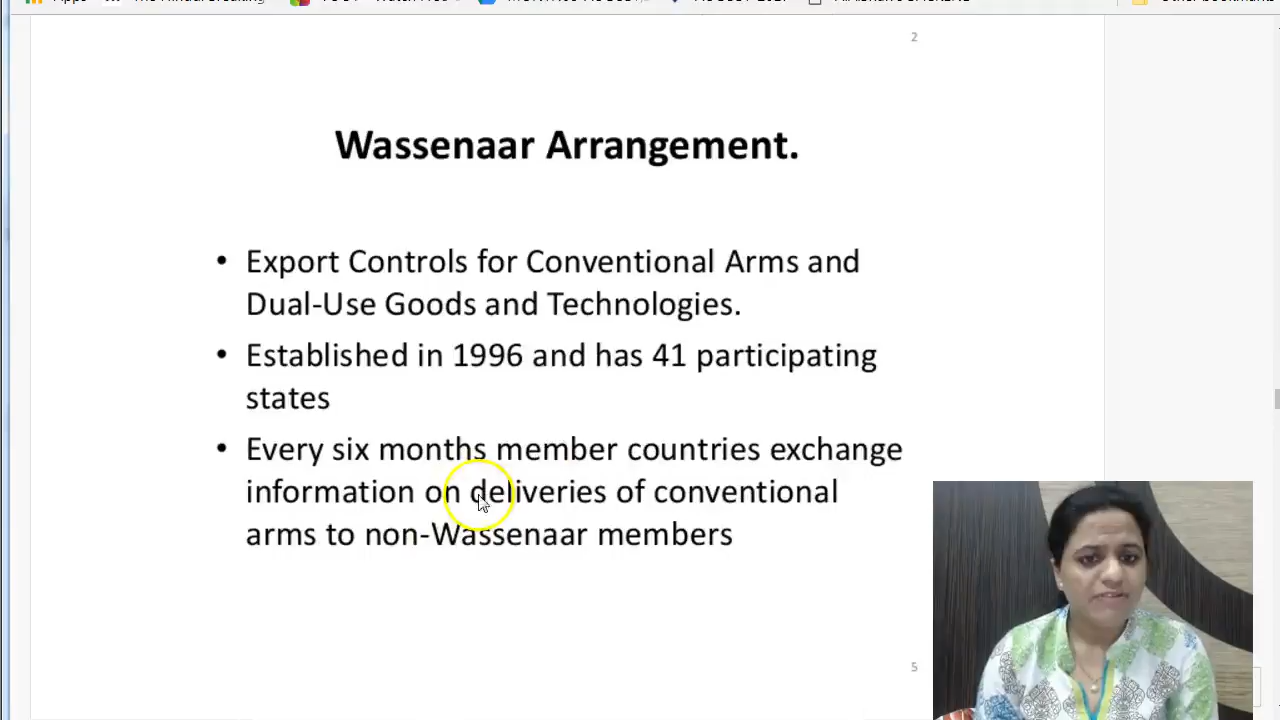 Apps
2
Wassenaar Arrangement.
• Export Controls for Conventional Arms and
Dual-Use Goods and Technologies.
• Established in 1996 and has 41 participating
states
• Every six months member countries exchange
information on deliveries of conventional
arms to non-Wassenaar members
5